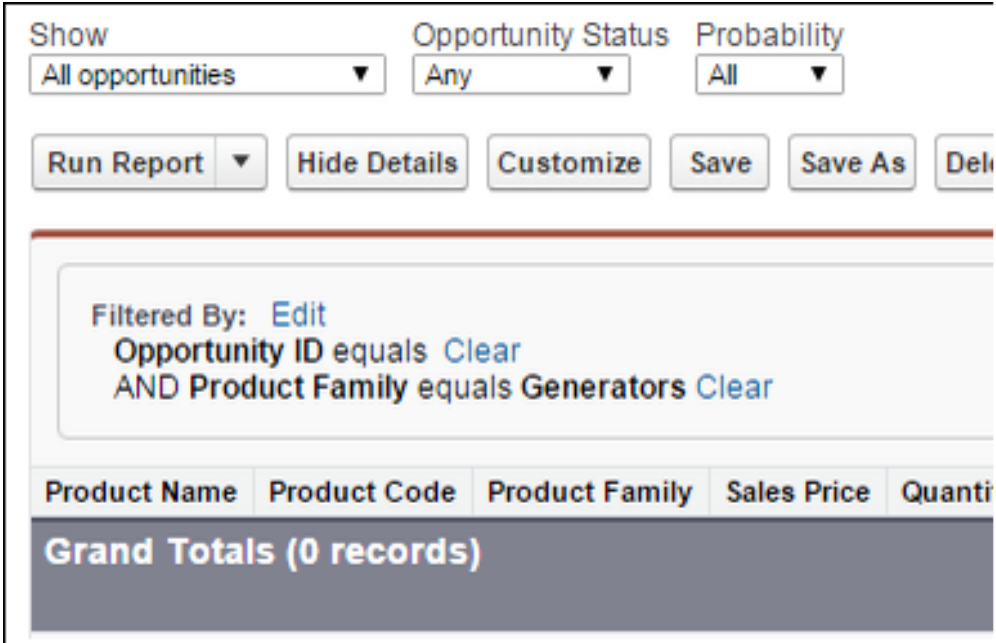 Show Opportunity Status Probability
All opportunities Any All
Run Report Hide Details Customize Save Save As
Filtered By: Edit
Opportunity ID equals Clear
AND Product Family equals Generators Clear
Product Name Product Code Product Family Sales Price
Grand Totals (0 records)